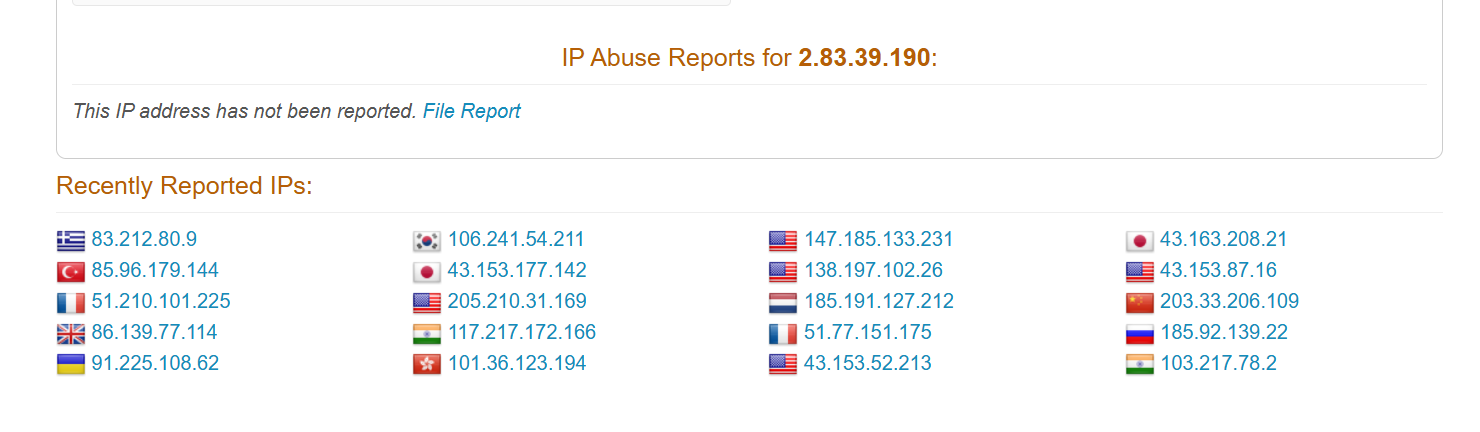 IP Abuse Reports for 2.83.39.190:
This IP address has not been reported. File Report
Recently Reported IPs:
83.212.80.9 106.241.54.211 147.185.133.231 43.163.208.21
85.96.179.144 43.153.177.142 138.197.102.26 43.153.87.16
51.210.101.225 205.210.31.169 185.191.127.212 203.33.206.109
86.139.77.114 117.217.172.166 51.77.151.175 185.92.139.22
91.225.108.62 101.36.123.194 43.153.52.213 103.217.78.2